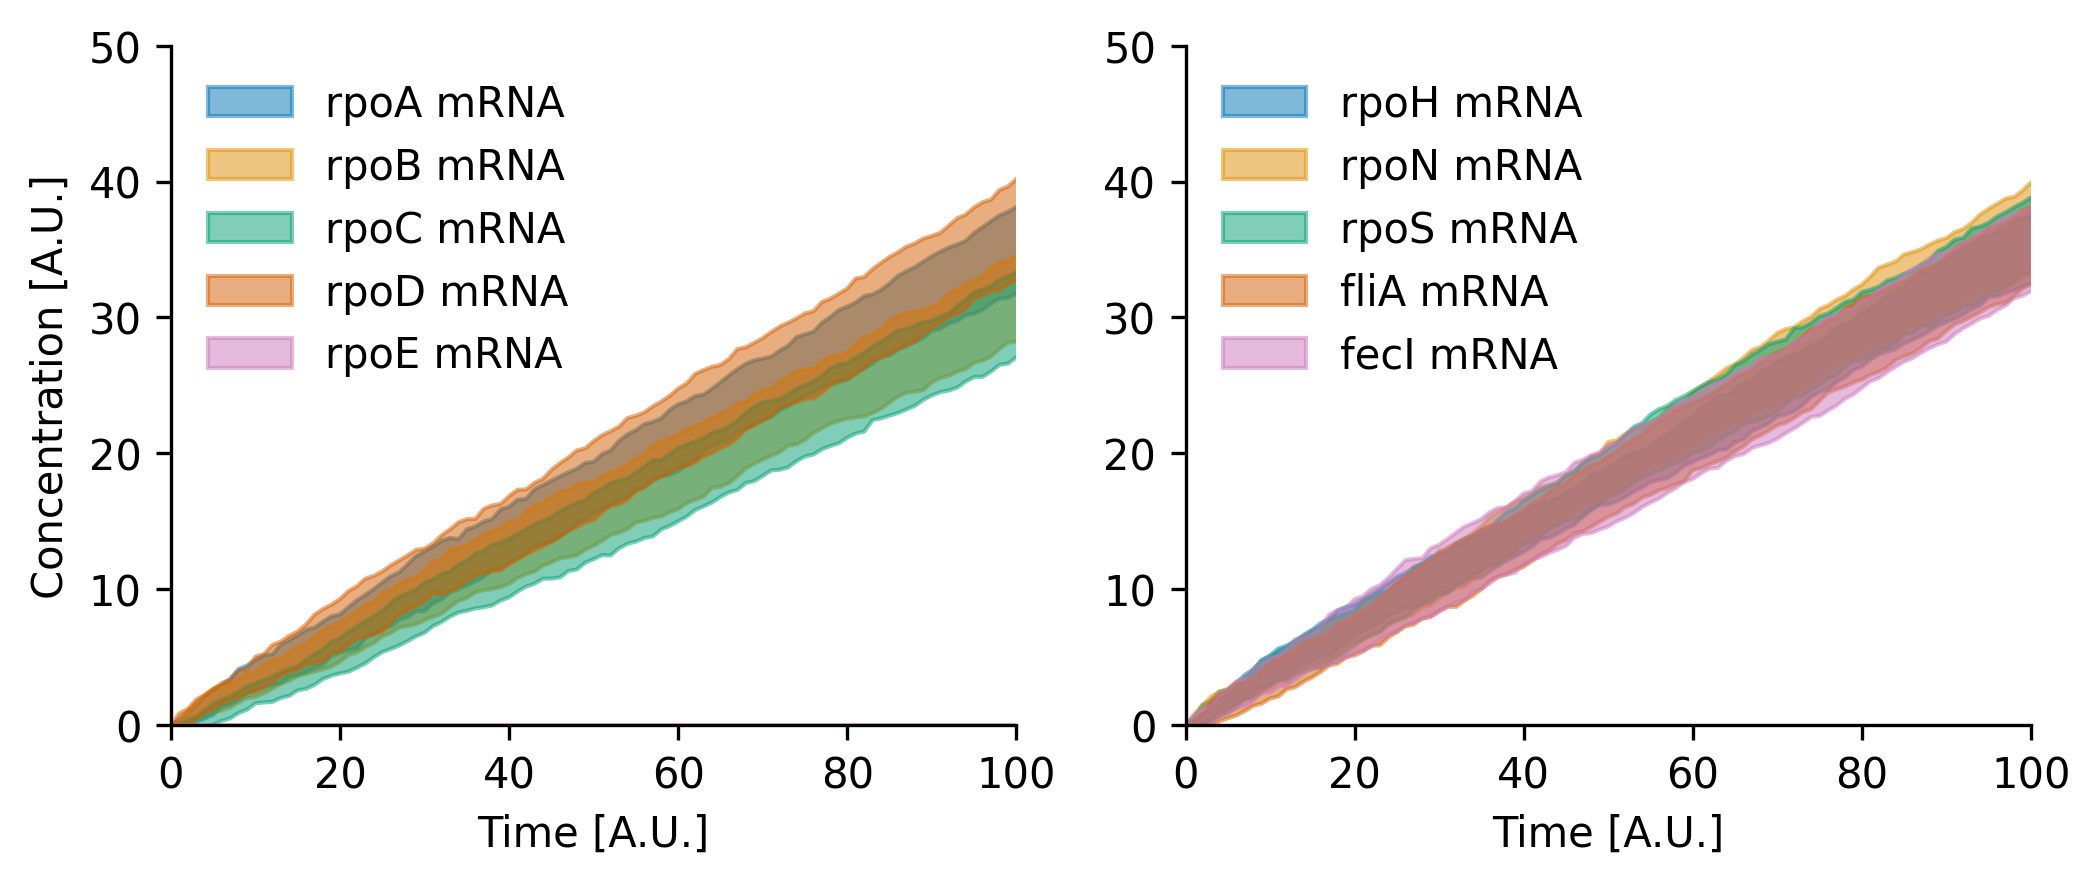 50
40
30
20
10
0
Concentration [A.U.]
rpoA mRNA
rpoB mRNA
rpoC mRNA
rpoD mRNA
rpoE mRNA
0 20 40 60 80 100
Time [A.U.]
50
40
30
20
10
0
rpoH mRNA
rpoN mRNA
rpoS mRNA
fliA mRNA
fecI mRNA
0 20 40 60 80 100
Time [A.U.]